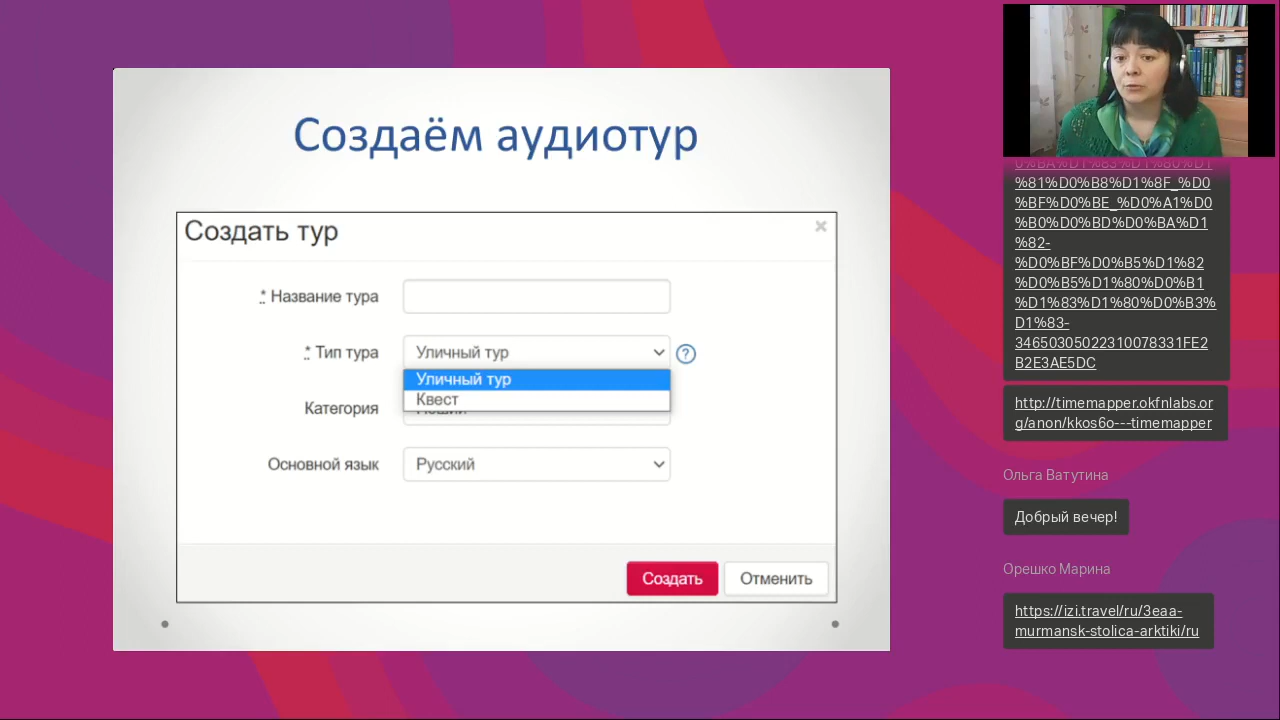 Создаём аудиотур
Создать тур
×
* Название тура
* Тип тура
Уличный тур
?
Уличный тур
Квест
Категория
Основной язык
Русский
Создать
Отменить
%81%D0%B8%D1%8F_%D0
%BF%D0%BE_%D0%A1%D0
%B0%D0%BD%D0%BA%D1
%82-
%D0%BF%D0%B5%D1%82
%D0%B5%D1%80%D0%B1
%D1%83%D1%80%D0%B3%
D1%83-
34650305022310078331FE2
B2E3AE5DC
http://timemapper.okfnlabs.or
g/anon/kkos6o---timemapper
Ольга Ватутина
Добрый вечер!
Орешко Марина
https://izi.travel/ru/3eaa-
murmansk-stolica-arktiki/ru